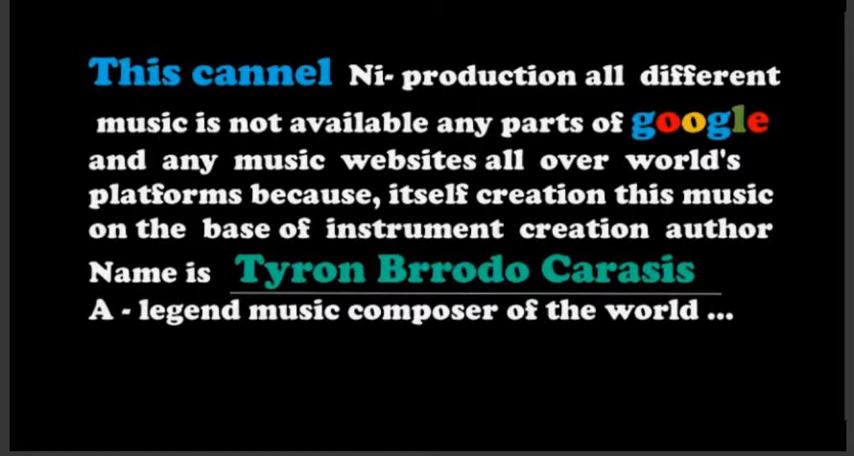 This cannel Ni- production all different
music is not available any parts of google
and any music websites all over world's
platforms because, itself creation this music
on the base of instrument creation author
Name is Tyron Brrodo Carasis
A - legend music composer of the world ...